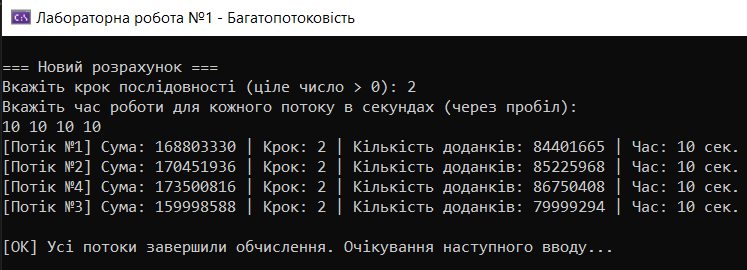 Лабораторна робота №1 - Багатопотоковість
=== Новий розрахунок ===
Вкажіть крок послідовності (ціле число > 0): 2
Вкажіть час роботи для кожного потоку в секундах (через пробіл):
10 10 10 10
[Потік №1] Сума: 168803330 | Крок: 2 | Кількість доданків: 84401665 | Час: 10 сек.
[Потік №2] Сума: 170451936 | Крок: 2 | Кількість доданків: 85225968 | Час: 10 сек.
[Потік №4] Сума: 173500816 | Крок: 2 | Кількість доданків: 86750408 | Час: 10 сек.
[Потік №3] Сума: 159998588 | Крок: 2 | Кількість доданків: 79999294 | Час: 10 сек.
[OK] Усі потоки завершили обчислення. Очікування наступного вводу...